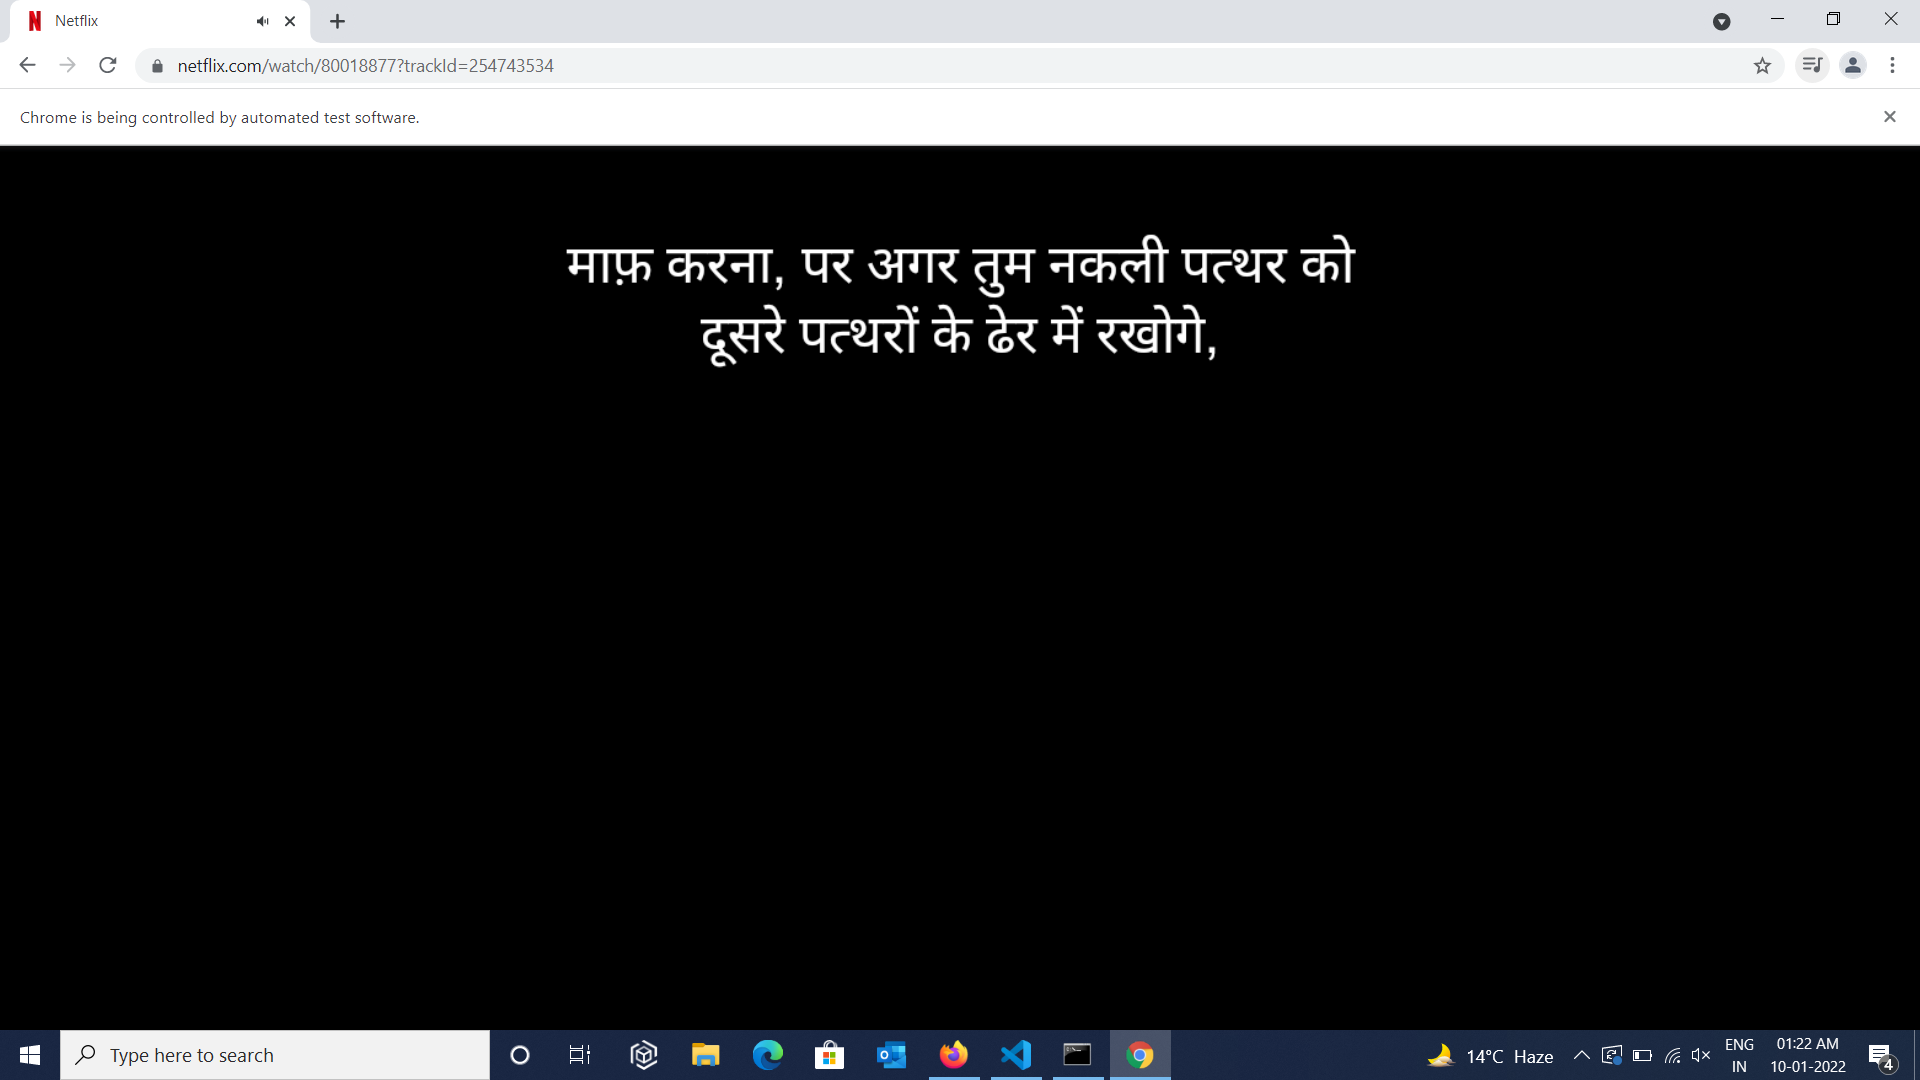 Netflix
netflix.com/watch/80018877?trackId=254743534
Chrome is being controlled by automated test software.
माफ़ करना, पर अगर तुम नकली पत्थर को
दूसरे पत्थरों के ढेर में रखोगे,
Type here to search
14°C Haze
ENG
IN
01:22 AM
10-01-2022
4